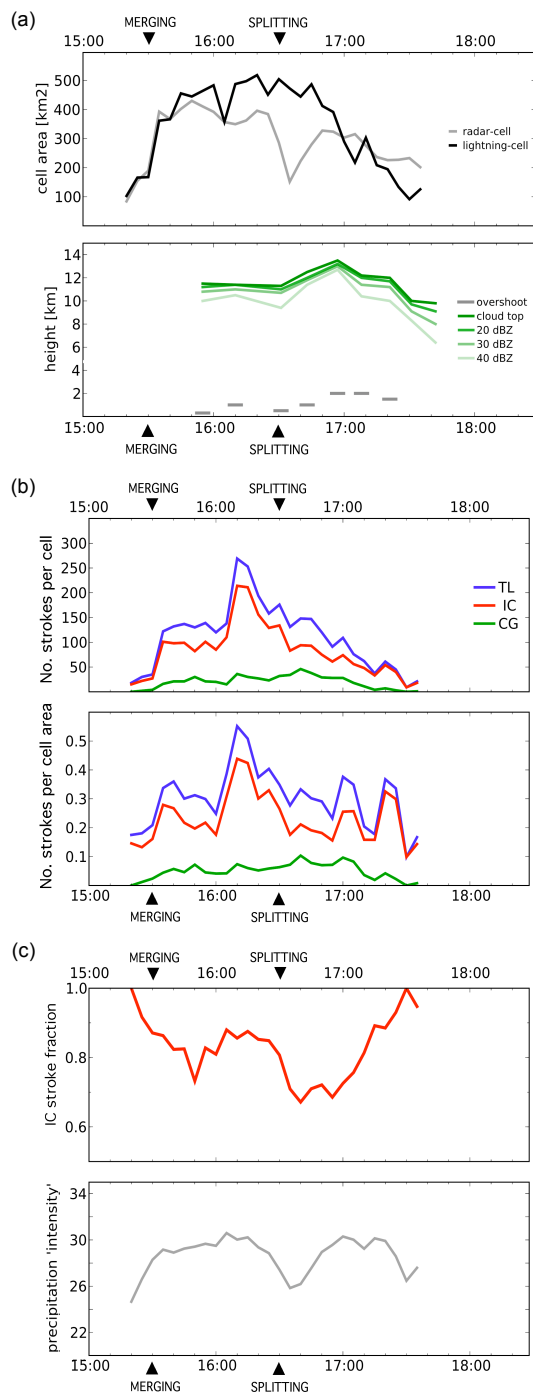 (a)
MERGING SPLITTING
15:00 16:00 17:00 18:00
cell area [km2]
500
400
300
200
100
radar-cell
lightning-cell
height [km]
14
12
10
8
6
4
2
overshoot
cloud top
20 dBZ
30 dBZ
40 dBZ
15:00 16:00 17:00 18:00
MERGING SPLITTING
(b)
MERGING SPLITTING
15:00 16:00 17:00 18:00
No. strokes per cell
300
250
200
150
100
50
TL
IC
CG
No. strokes per cell area
0.5
0.4
0.3
0.2
0.1
15:00 16:00 17:00 18:00
MERGING SPLITTING
(c)
MERGING SPLITTING
15:00 16:00 17:00 18:00
IC stroke fraction
1.0
0.8
0.6
precipitation 'intensity'
34
30
26
22
15:00 16:00 17:00 18:00
MERGING SPLITTING